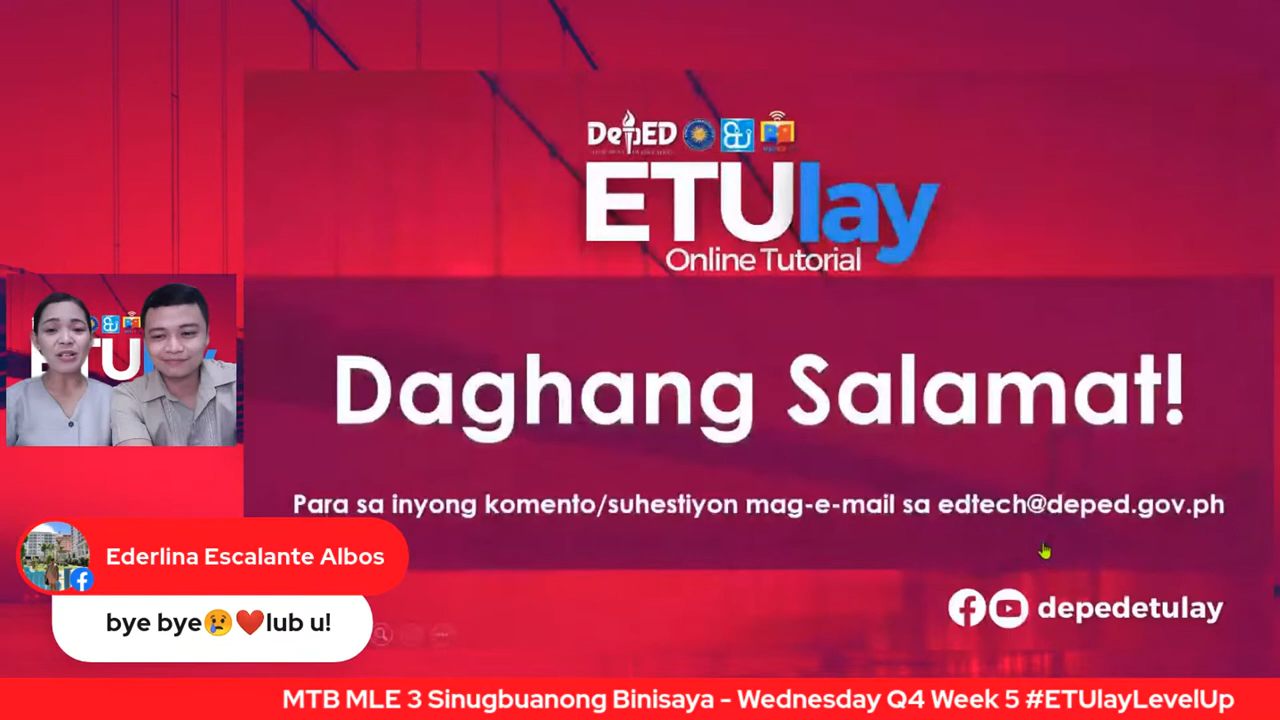 DepED
ETUlay
Online Tutorial
ETU
Daghang Salamat!
Para sa inyong komento/suhestiyon mag-e-mail sa edtech@deped.gov.ph
Ederlina Escalante Albos
bye bye😢❤️lub u!
depedetulay
MTB MLE 3 Sinugbuanong Binisaya - Wednesday Q4 Week 5 #ETUlayLevelUp